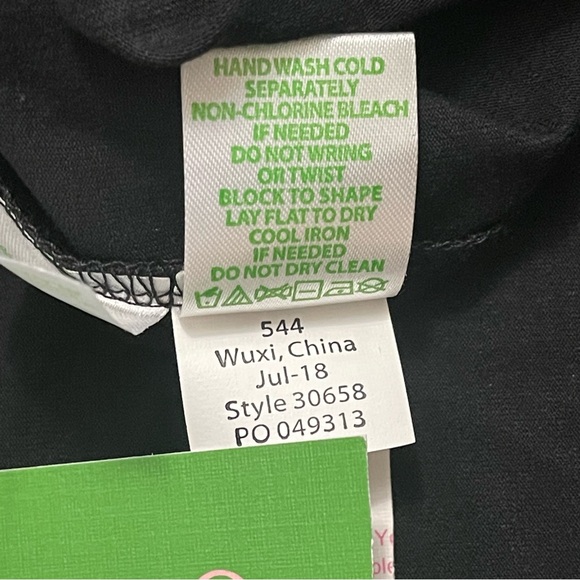 HAND WASH COLD
SEPARATELY
NON-CHLORINE BLEACH
IF NEEDED
DO NOT WRING
OR TWIST
BLOCK TO SHAPE
LAY FLAT TO DRY
COOL IRON
IF NEEDED
DO NOT DRY CLEAN
544
Wuxi, China
Jul-18
Style 30658
PO 049313